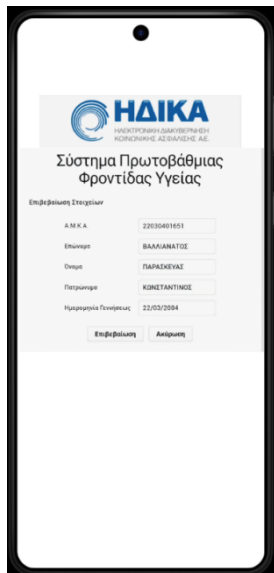 ΗΔΙΚΑ
ΗΛΕΚΤΡΟΝΙΚΗ ΔΙΑΚΥΒΕΡΝΗΣΗ
ΚΟΙΝΩΝΙΚΗΣ ΑΣΦΑΛΙΣΗΣ ΑΕ.
Σύστημα Πρωτοβάθμιας
Φροντίδας Υγείας
Επιβεβαίωση Στοιχείων
Α.Μ.Κ.Α. 22030401651
Επώνυμο ΒΑΛΛΙΑΝΑΤΟΣ
Όνομα ΠΑΡΑΣΚΕΥΑΣ
Πατρώνυμο ΚΩΝΣΤΑΝΤΙΝΟΣ
Ημερομηνία Γεννήσεως 22/03/2004
Επιβεβαίωση Ακύρωση